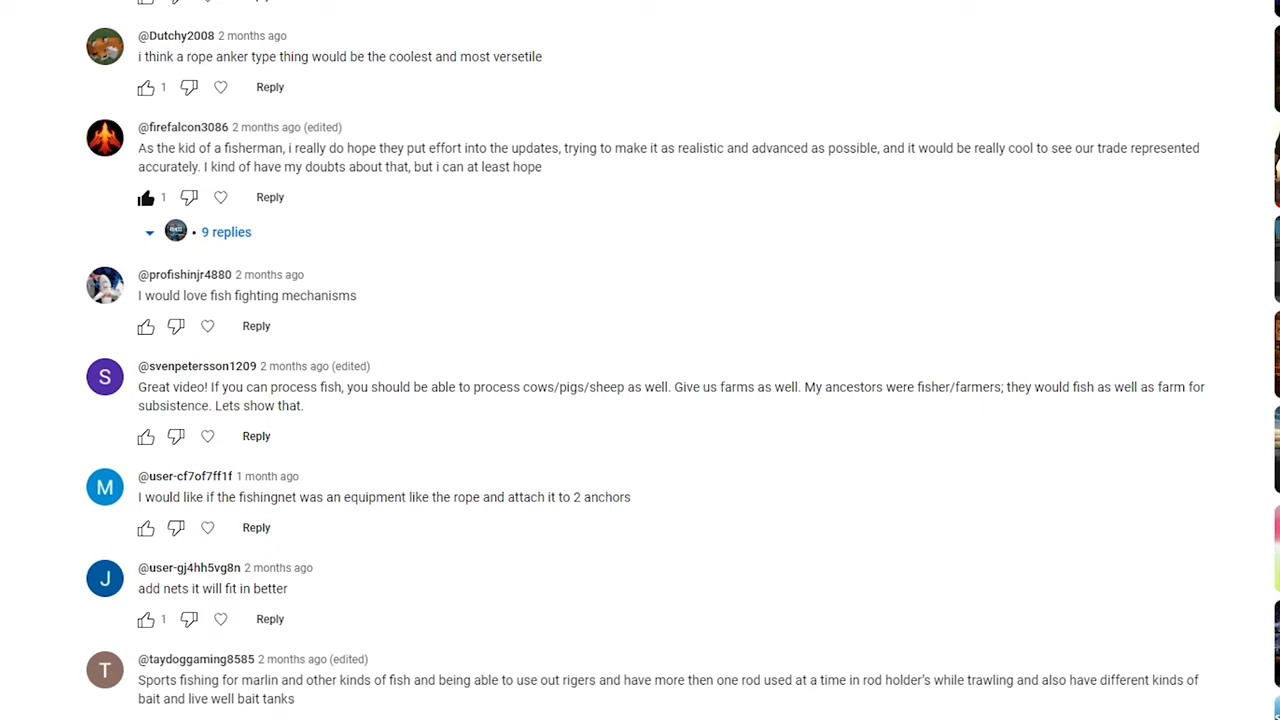 @Dutchy2008 2 months ago
i think a rope anker type thing would be the coolest and most versetile
1 Reply
@firefalcon3086 2 months ago (edited)
As the kid of a fisherman, i really do hope they put effort into the updates, trying to make it as realistic and advanced as possible, and it would be really cool to see our trade represented
accurately. I kind of have my doubts about that, but i can at least hope
1 Reply
• 9 replies
@profishinjr4880 2 months ago
I would love fish fighting mechanisms
Reply
S
@svenpetersson1209 2 months ago (edited)
Great video! If you can process fish, you should be able to process cows/pigs/sheep as well. Give us farms as well. My ancestors were fisher/farmers; they would fish as well as farm for
subsistence. Lets show that.
Reply
M
@user-cf7of7ff1f 1 month ago
I would like if the fishingnet was an equipment like the rope and attach it to 2 anchors
Reply
J
@user-gj4hh5vg8n 2 months ago
add nets it will fit in better
1 Reply
T
@taydoggaming8585 2 months ago (edited)
Sports fishing for marlin and other kinds of fish and being able to use out rigers and have more then one rod used at a time in rod holder's while trawling and also have different kinds of
bait and live well bait tanks